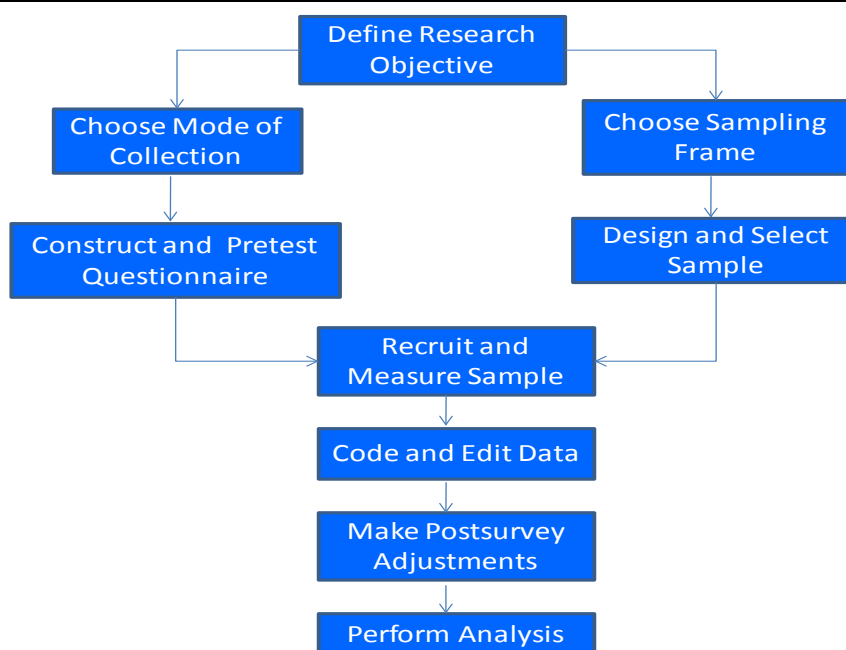 Define Research
Objective
Choose Mode of
Collection
Choose Sampling
Frame
Construct and Pretest
Questionnaire
Design and Select
Sample
Recruit and
Measure Sample
Code and Edit Data
Make Postsurvey
Adjustments
Perform Analysis